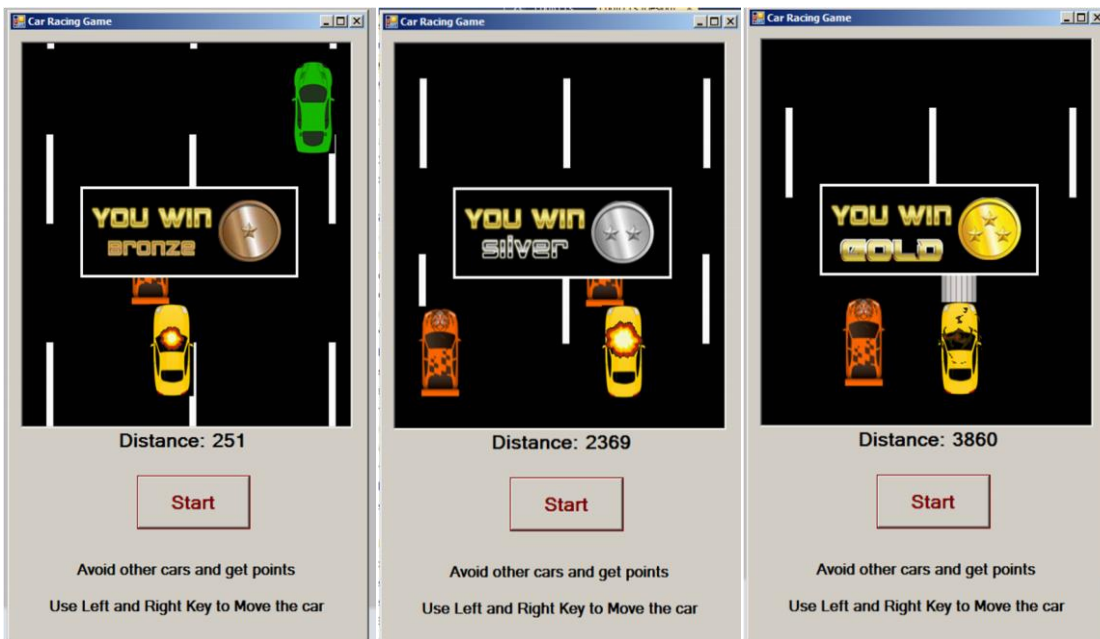 Car Racing Game
YOU WIN
BRONZE
Distance: 251
Start
Avoid other cars and get points
Use Left and Right Key to Move the car
Car Racing Game
YOU WIN
SILVER
Distance: 2369
Start
Avoid other cars and get points
Use Left and Right Key to Move the car
Car Racing Game
YOU WIN
GOLD
Distance: 3860
Start
Avoid other cars and get points
Use Left and Right Key to Move the car